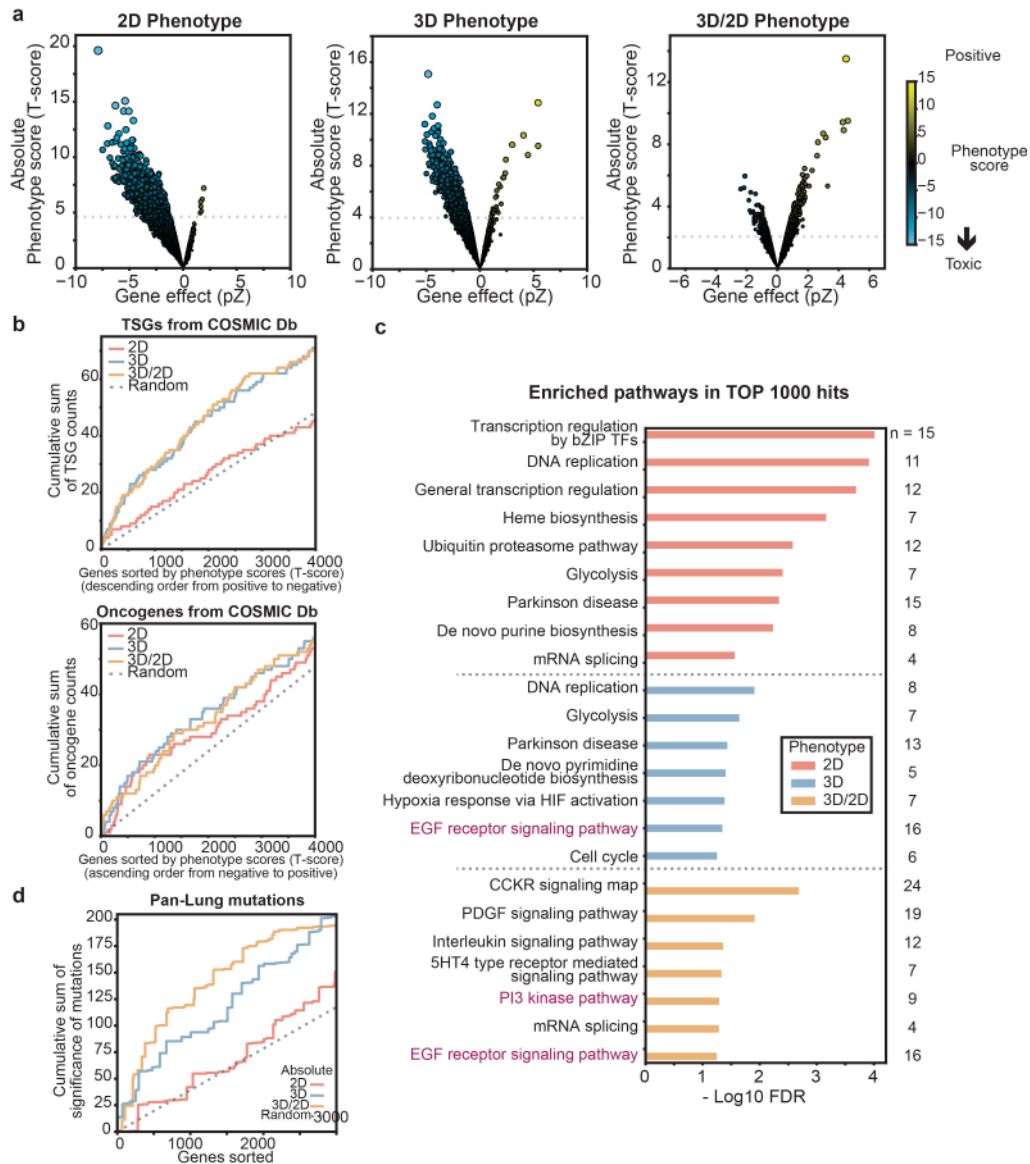 a
2D Phenotype
3D Phenotype
3D/2D Phenotype
Absolute
Phenotype score (T-score)
20
15
10
5
0
−10
−5
0
5
10
Gene effect (pZ)
Absolute
Phenotype score (T-score)
16
12
8
4
0
−10
−5
0
5
10
Gene effect (pZ)
Absolute
Phenotype score (T-score)
12
8
4
0
−6
−4
−2
0
2
4
6
Gene effect (pZ)
Positive
15
10
5
0
−5
−10
−15
Phenotype
score
Toxic
b
TSGs from COSMIC Db
2D
3D
3D/2D
Random
Cumulative sum
of TSG counts
60
40
20
0
0
1000
2000
3000
4000
Genes sorted by phenotype scores (T-score)
(descending order from positive to negative)
Oncogenes from COSMIC Db
2D
3D
3D/2D
Random
Cumulative sum
of oncogene counts
60
40
20
0
0
1000
2000
3000
4000
Genes sorted by phenotype scores (T-score)
(ascending order from negative to positive)
c
Enriched pathways in TOP 1000 hits
Transcription regulation
by bZIP TFs
n = 15
DNA replication
11
General transcription regulation
12
Heme biosynthesis
7
Ubiquitin proteasome pathway
12
Glycolysis
7
Parkinson disease
15
De novo purine biosynthesis
8
mRNA splicing
4
DNA replication
8
Glycolysis
7
Parkinson disease
13
De novo pyrimidine
deoxyribonucleotide biosynthesis
5
Hypoxia response via HIF activation
7
EGF receptor signaling pathway
16
Cell cycle
6
CCKR signaling map
24
PDGF signaling pathway
19
Interleukin signaling pathway
12
5HT4 type receptor mediated
signaling pathway
7
PI3 kinase pathway
9
mRNA splicing
4
EGF receptor signaling pathway
16
Phenotype
2D
3D
3D/2D
0
1
2
3
4
- Log10 FDR
d
Pan-Lung mutations
Cumulative sum of
significance of mutations
200
175
150
125
100
75
50
25
0
0
1000
2000
3000
Absolute
2D
3D
3D/2D
Random
Genes sorted